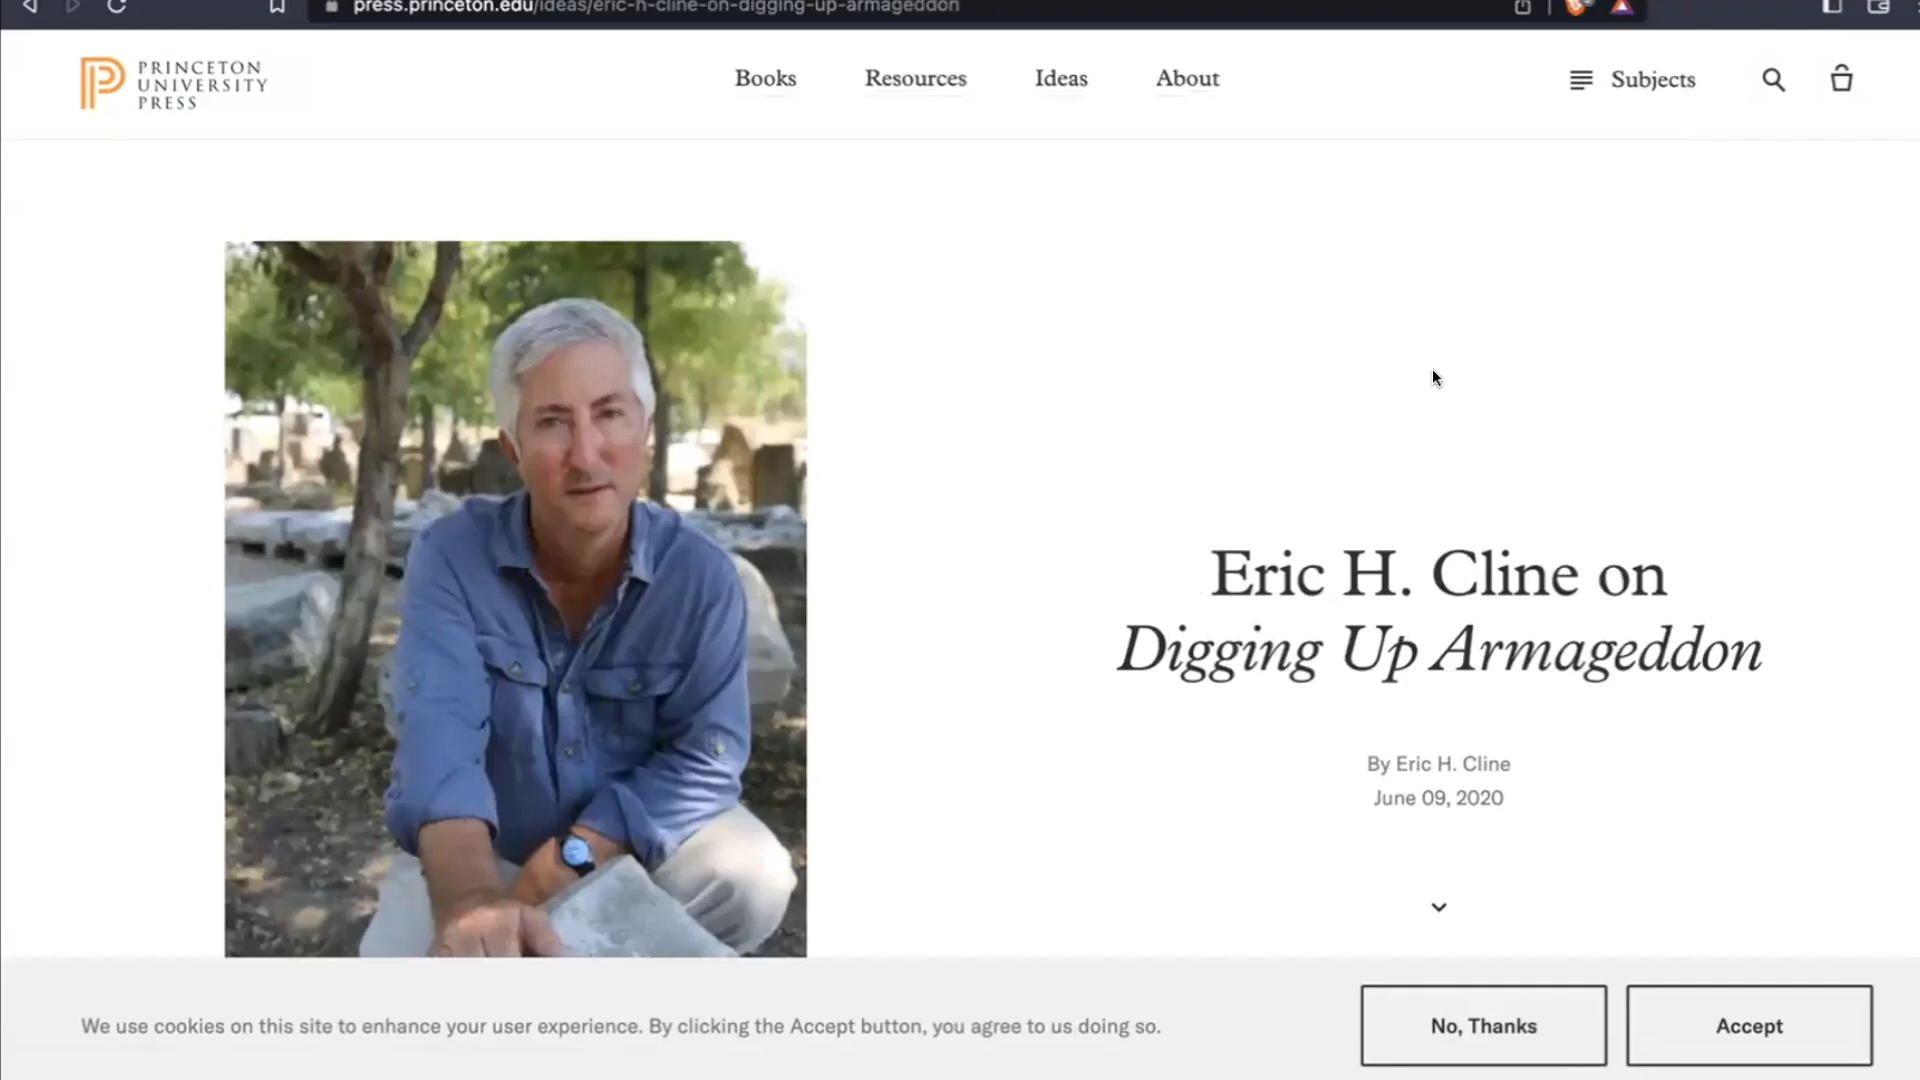 press.princeton.edu/ideas/eric-h-cline-on-digging-up-armageddon
PRINCETON
UNIVERSITY
PRESS
Books
Resources
Ideas
About
Subjects
Eric H. Cline on
Digging Up Armageddon
By Eric H. Cline
June 09, 2020
We use cookies on this site to enhance your user experience. By clicking the Accept button, you agree to us doing so.
No, Thanks
Accept